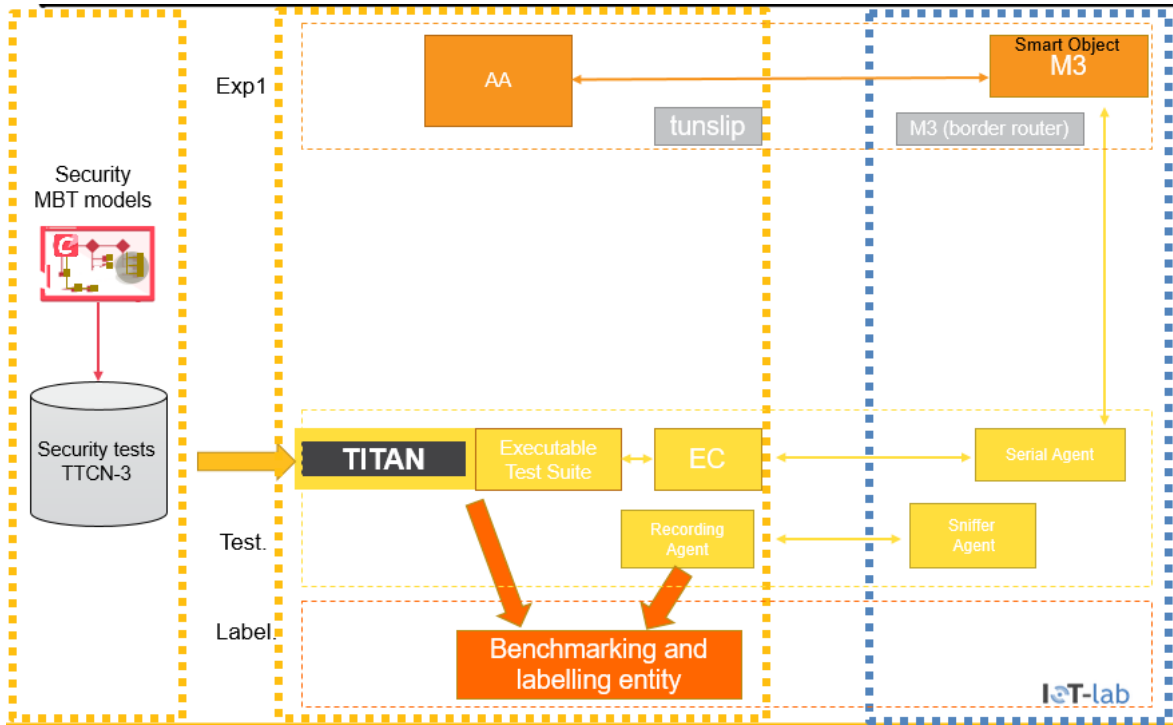 Smart Object
M3
Exp1
AA
tunslip
M3 (border router)
Security
MBT models
C
Security tests
TTCN-3
TITAN
Executable
Test Suite
EC
Serial Agent
Test.
Recording
Agent
Sniffer
Agent
Label.
Benchmarking and
labelling entity
IoT-lab